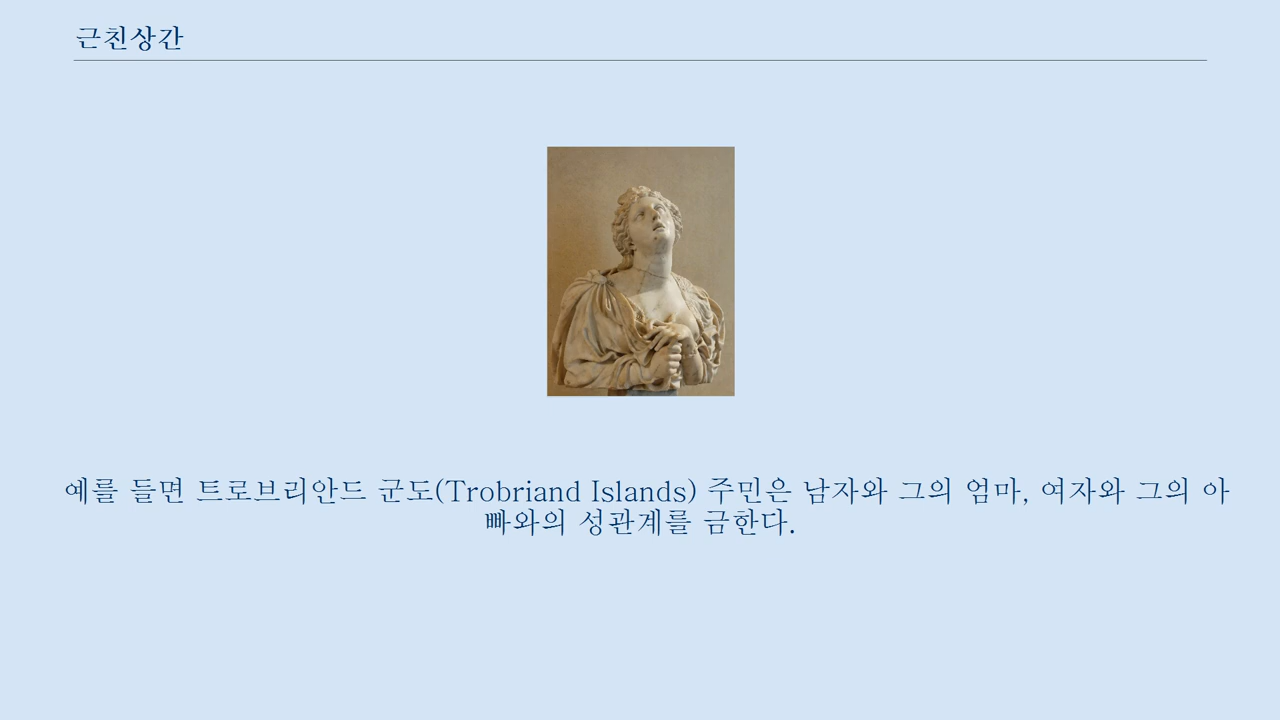 근친상간
예를 들면 트로브리안드 군도(Trobriand Islands) 주민은 남자와 그의 엄마, 여자와 그의 아
빠와의 성관계를 금한다.